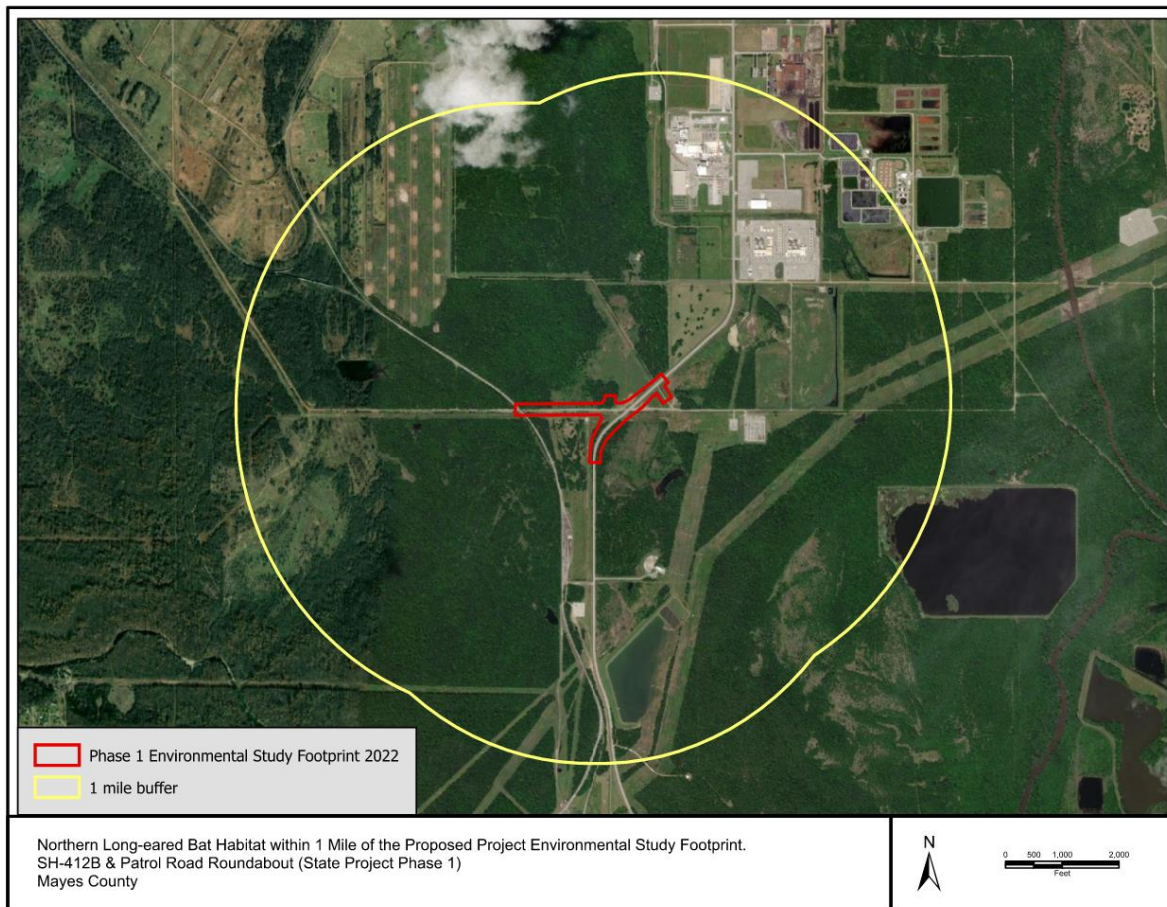 Phase 1 Environmental Study Footprint 2022
1 mile buffer
Northern Long-eared Bat Habitat within 1 Mile of the Proposed Project Environmental Study Footprint.
SH-412B & Patrol Road Roundabout (State Project Phase 1)
Mayes County
N
0 500 1,000 2,000
Feet